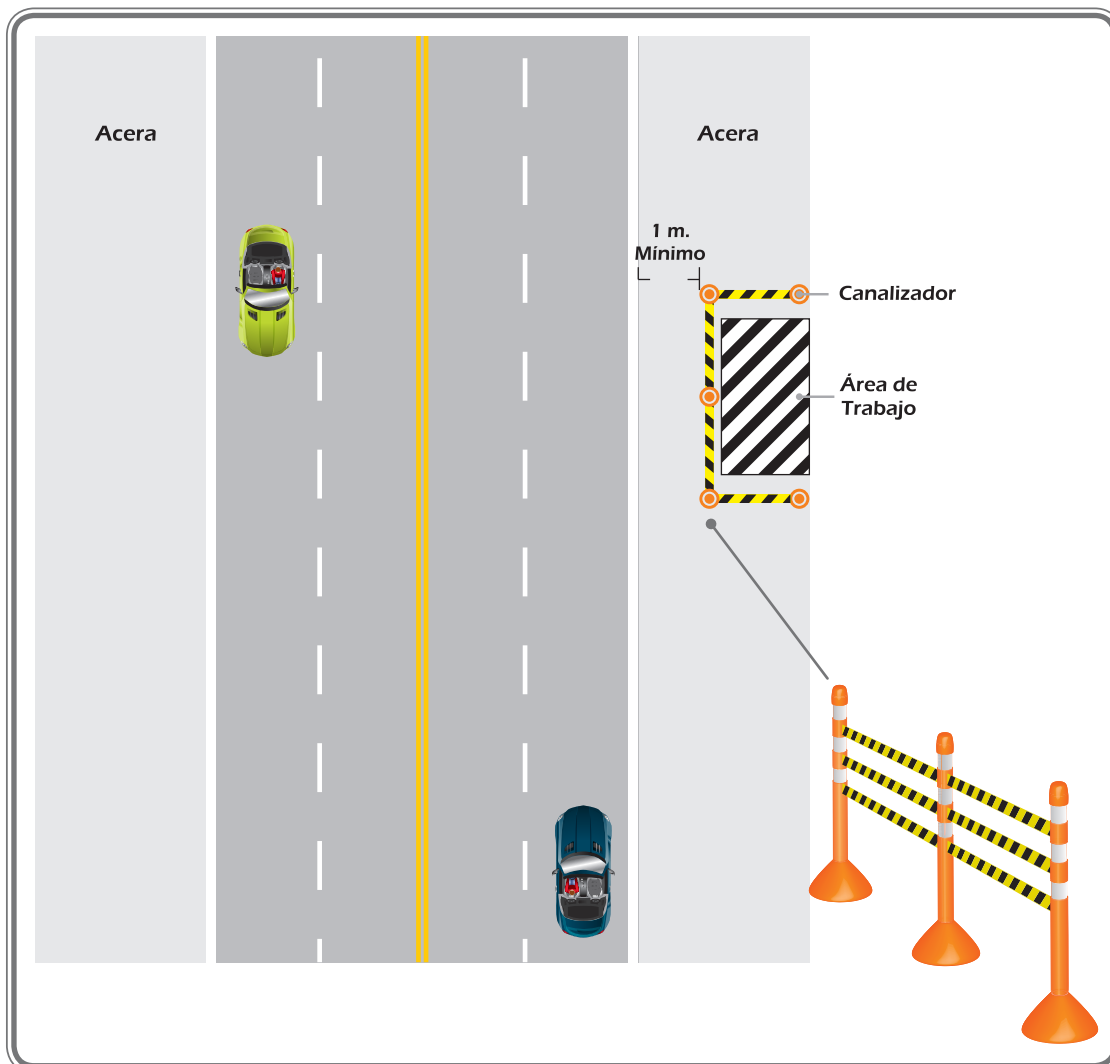 Acera
Acera
1 m.
Mínimo
Canalizador
Área de
Trabajo